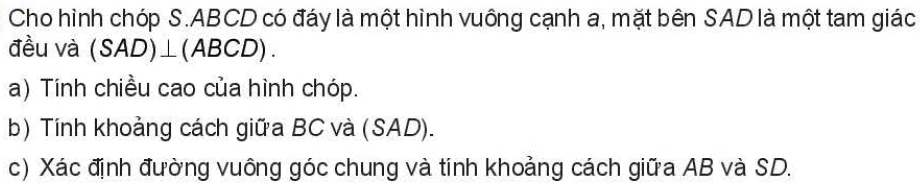 Cho hình chóp S.ABCD có đáy là một hình vuông cạnh a, mặt bên SAD là một tam giác
đều và (SAD)⊥(ABCD).
a) Tính chiều cao của hình chóp.
b) Tính khoảng cách giữa BC và (SAD).
c) Xác định đường vuông góc chung và tính khoảng cách giữa AB và SD.